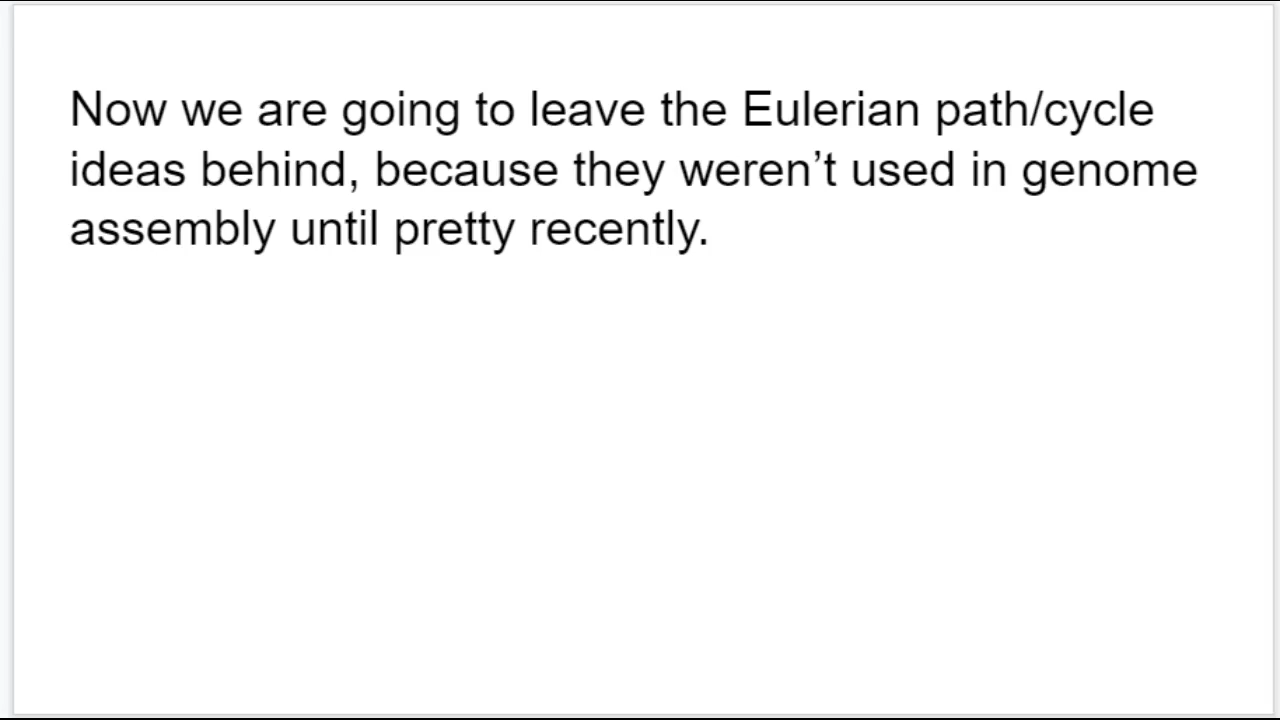 Now we are going to leave the Eulerian path/cycle
ideas behind, because they weren’t used in genome
assembly until pretty recently.